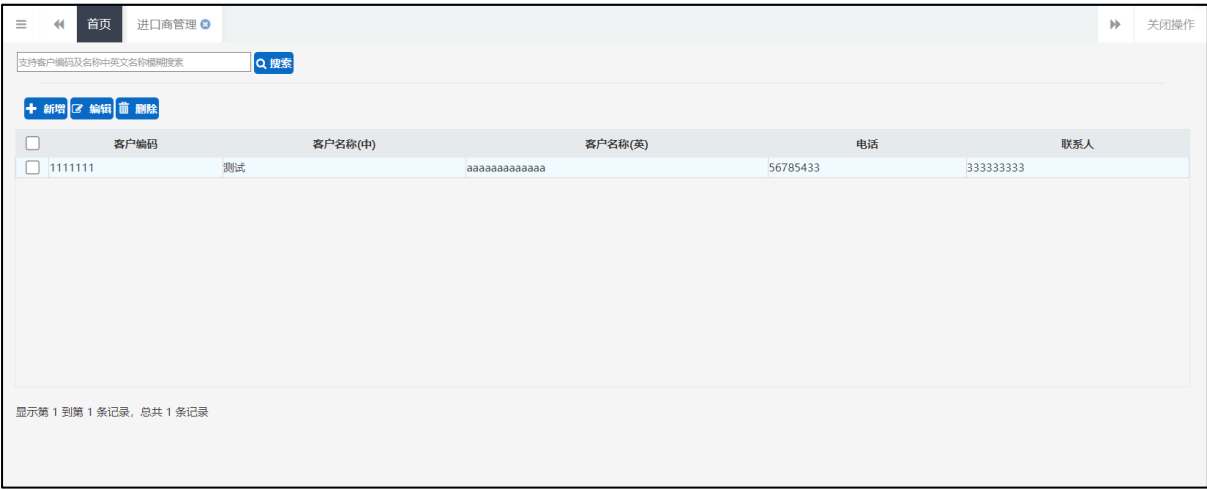 首页 进口商管理 关闭操作
支持客户编码及名称中英文名称模糊搜索 搜索
新增 编辑 删除
客户编码 客户名称(中) 客户名称(英) 电话 联系人
1111111 测试 aaaaaaaaaaaaa 56785433 333333333
显示第 1 到第 1 条记录，总共 1 条记录